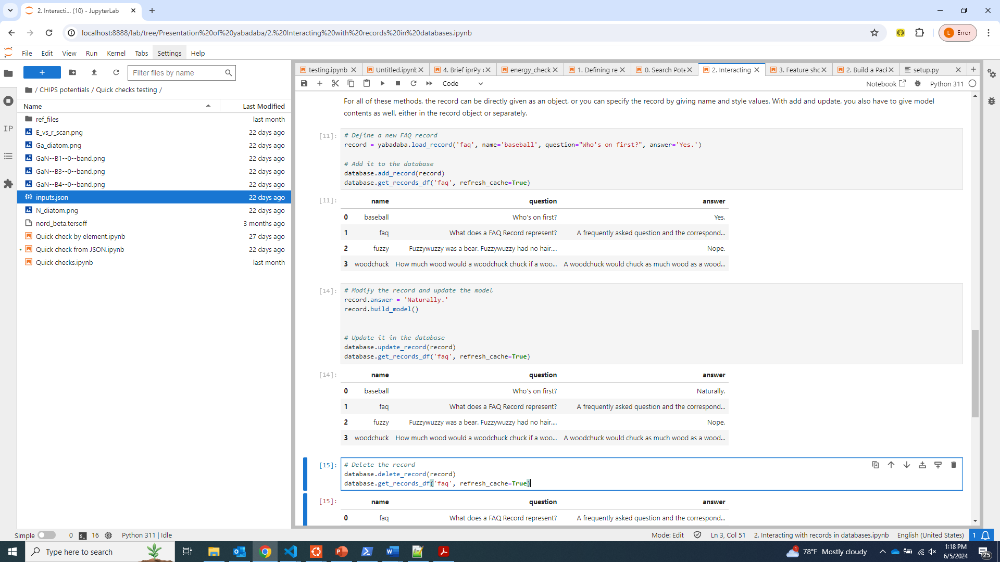 2. Interacti... (10) - JupyterLab
localhost:8888/lab/tree/Presentation%20of%20yabadaba/2.%20Interacting%20with%20records%20in%20databases.ipynb
L Error
File Edit View Run Kernel Tabs Settings Help
Filter files by name
/ CHIPS potentials / Quick checks testing /
Name Last Modified
ref_files last month
E_vs_r_scan.png 22 days ago
Ga_diatom.png 22 days ago
GaN--B1--0--band.png 22 days ago
GaN--B3--0--band.png 22 days ago
GaN--B4--0--band.png 22 days ago
inputs.json 22 days ago
N_diatom.png 22 days ago
nord_beta.tersoff 3 months ago
Quick check by element.ipynb 27 days ago
Quick check from JSON.ipynb 22 days ago
Quick checks.ipynb last month
IP
testing.ipynb Untitled.ipynb 4. Brief iprPy energy_check 1. Defining re 0. Search Pote 2. Interacting 3. Feature sho 2. Build a Pack setup.py
Code Notebook Python 311
For all of these methods, the record can be directly given as an object, or you can specify the record by giving name and style values. With add and update, you also have to give model
contents as well, either in the record object or separately.
[11]: # Define a new FAQ record
record = yabadaba.load_record('faq', name='baseball', question="Who's on first?", answer='Yes.')
# Add it to the database
database.add_record(record)
database.get_records_df('faq', refresh_cache=True)
[11]: name question answer
0 baseball Who's on first? Yes.
1 faq What does a FAQ Record represent? A frequently asked question and the correspond...
2 fuzzy Fuzzywuzzy was a bear. Fuzzywuzzy had no hair.... Nope.
3 woodchuck How much wood would a woodchuck chuck if a woo... A woodchuck would chuck as much wood as a wood...
[14]: # Modify the record and update the model
record.answer = 'Naturally.'
record.build_model()
# Update it in the database
database.update_record(record)
database.get_records_df('faq', refresh_cache=True)
[14]: name question answer
0 baseball Who's on first? Naturally.
1 faq What does a FAQ Record represent? A frequently asked question and the correspond...
2 fuzzy Fuzzywuzzy was a bear. Fuzzywuzzy had no hair.... Nope.
3 woodchuck How much wood would a woodchuck chuck if a woo... A woodchuck would chuck as much wood as a wood...
[15]: # Delete the record
database.delete_record(record)
database.get_records_df('faq', refresh_cache=True)
[15]: name question answer
0 faq What does a FAQ Record represent? A frequently asked question and the correspond...
Simple 0 16 Python 311 | Idle Mode: Edit Ln 3, Col 51 2. Interacting with records in databases.ipynb English (United States) 1
Type here to search
1 78°F Mostly cloudy
1:18 PM
6/5/2024
25